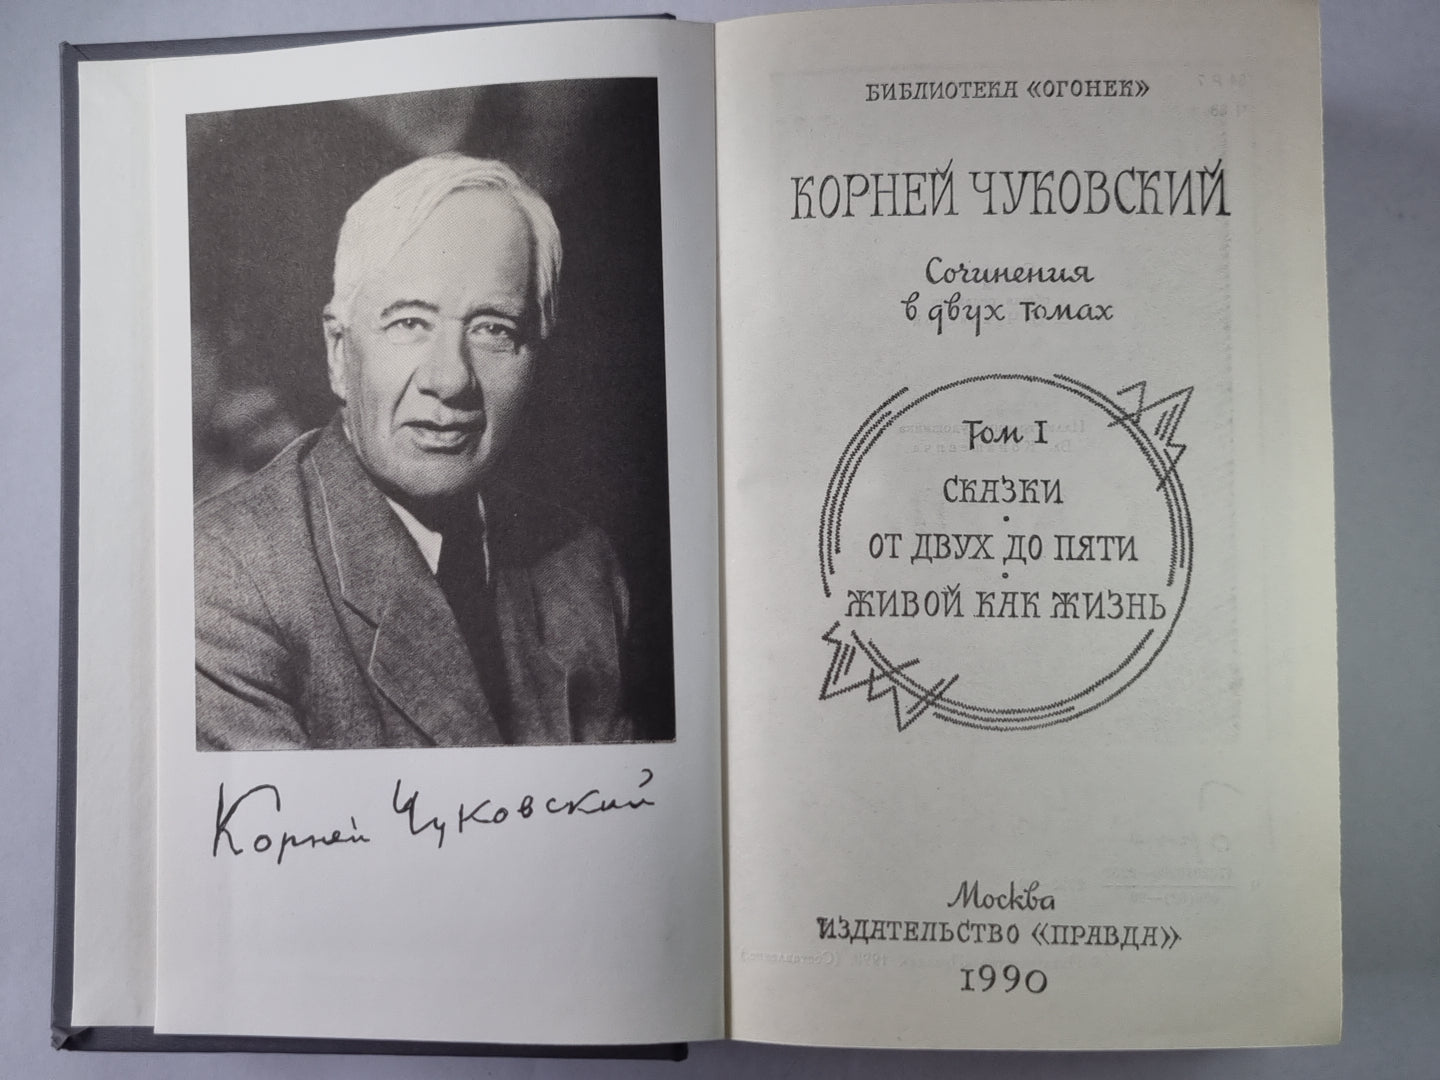 Корней Чуковский
БИБЛИОТЕКА «ОГОНЕК»
КОРНЕЙ ЧУКОВСКИЙ
Сочинения
в двух томах
Том I
СКАЗКИ
·
ОТ ДВУХ ДО ПЯТИ
·
ЖИВОЙ КАК ЖИЗНЬ
Москва
ИЗДАТЕЛЬСТВО «ПРАВДА»
1990